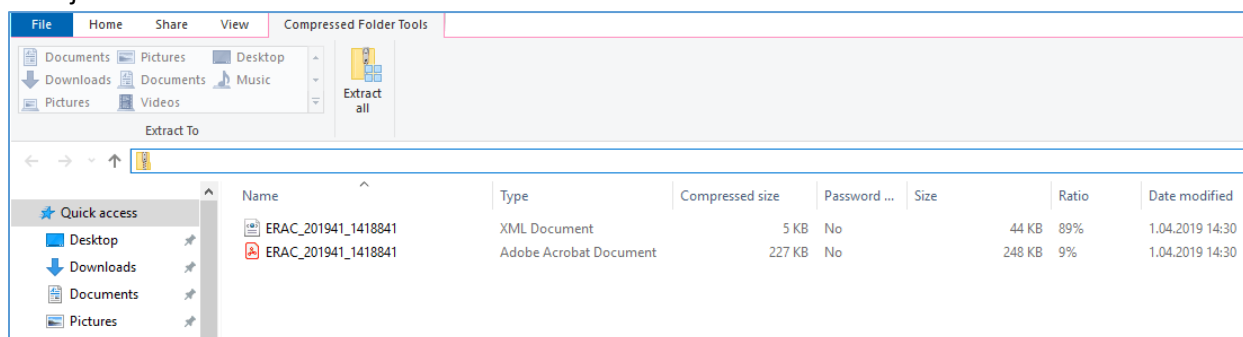 File Home Share View Compressed Folder Tools
Documents Pictures Desktop
Downloads Documents Music
Pictures Videos
Extract all
Extract To
Name Type Compressed size Password ... Size Ratio Date modified
Quick access
ERAC_201941_1418841 XML Document 5 KB No 44 KB 89% 1.04.2019 14:30
Desktop
ERAC_201941_1418841 Adobe Acrobat Document 227 KB No 248 KB 9% 1.04.2019 14:30
Downloads
Documents
Pictures